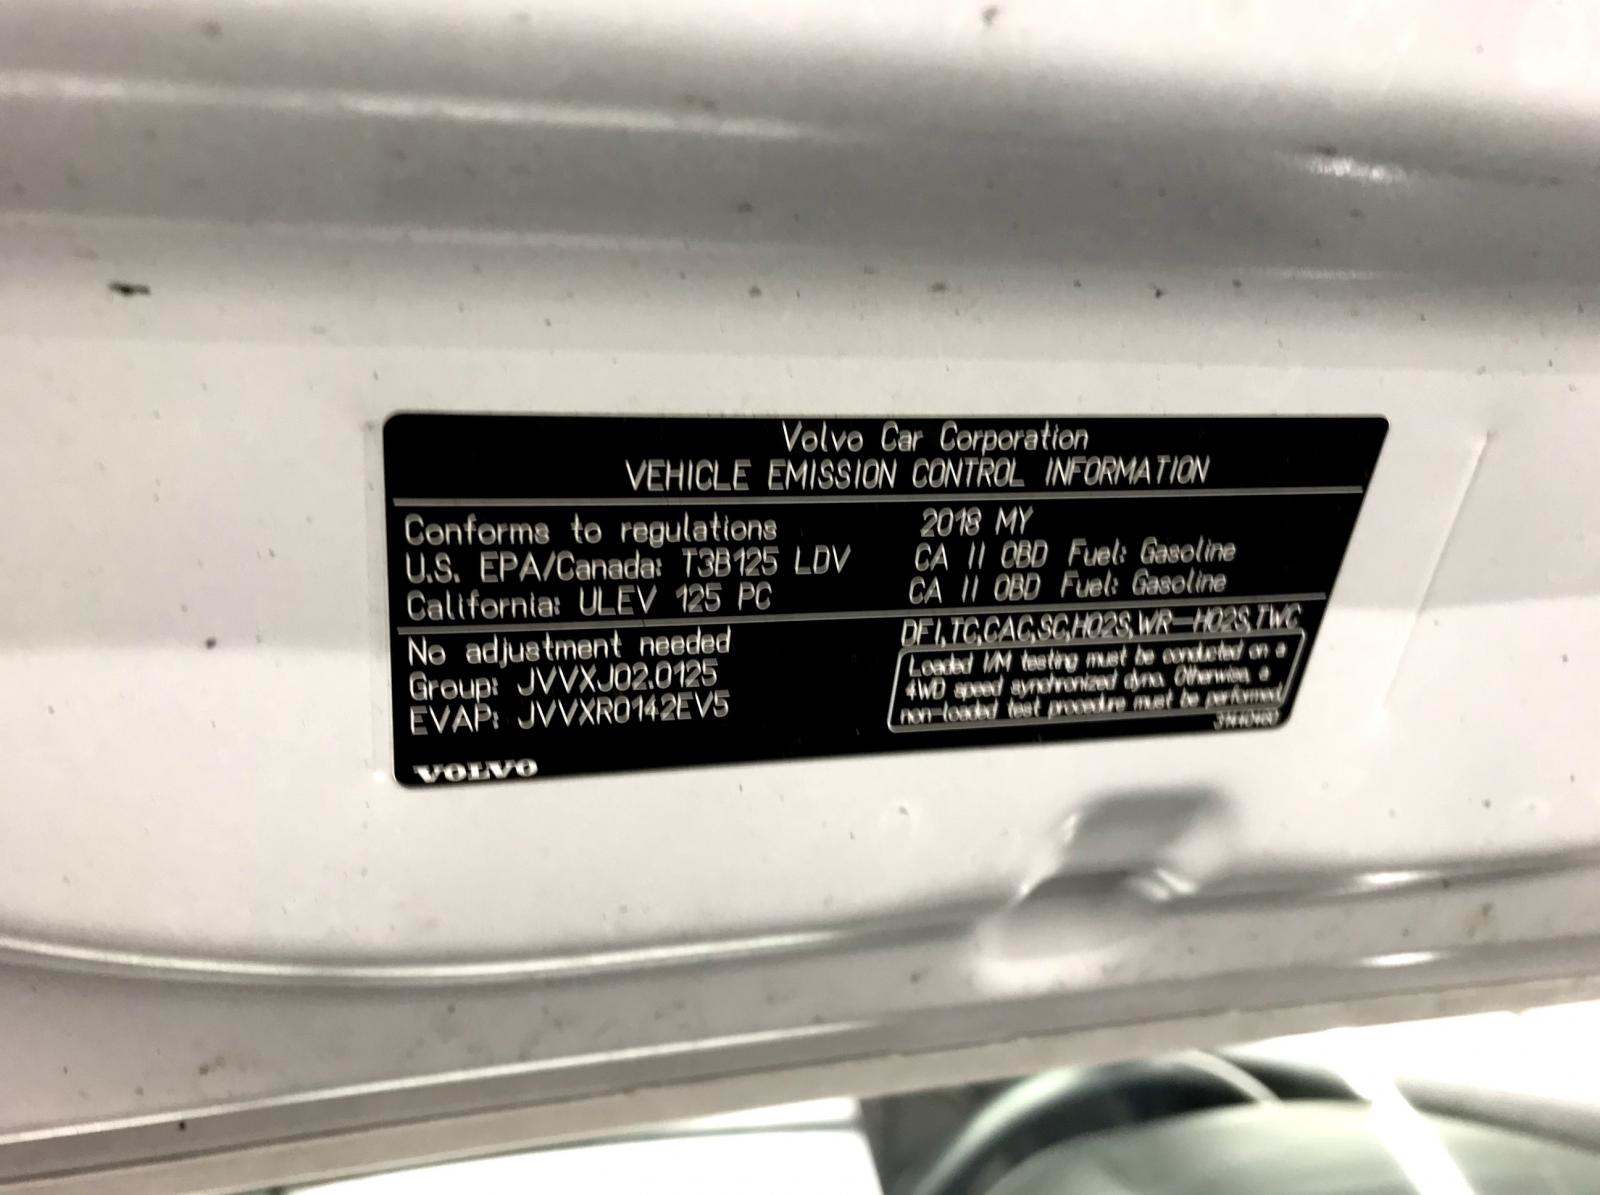 Volvo Car Corporation
VEHICLE EMISSION CONTROL INFORMATION
Conforms to regulations 2018 MY
U.S. EPA/Canada: T3B125 LDV CA II OBD Fuel: Gasoline
California: ULEV 125 PC CA II OBD Fuel: Gasoline
No adjustment needed DFI,TC,CAC,SC,HO2S,WR-HO2S,TWC
Group: JVVXJ02.0125
EVAP: JVVXR0142EV5
Loaded I/M testing must be conducted on a
4WD speed synchronized dyno. Otherwise, a
non-loaded test procedure must be performed
VOLVO